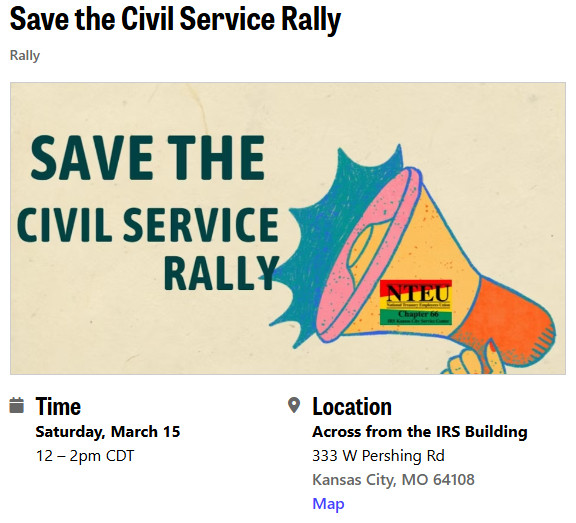 Save the Civil Service Rally
Rally
SAVE THE
CIVIL SERVICE
RALLY
NTEU
National Treasury Employees Union
Chapter 66
IRS Kansas City Service Center
Time
Saturday, March 15
12 – 2pm CDT
Location
Across from the IRS Building
333 W Pershing Rd
Kansas City, MO 64108
Map